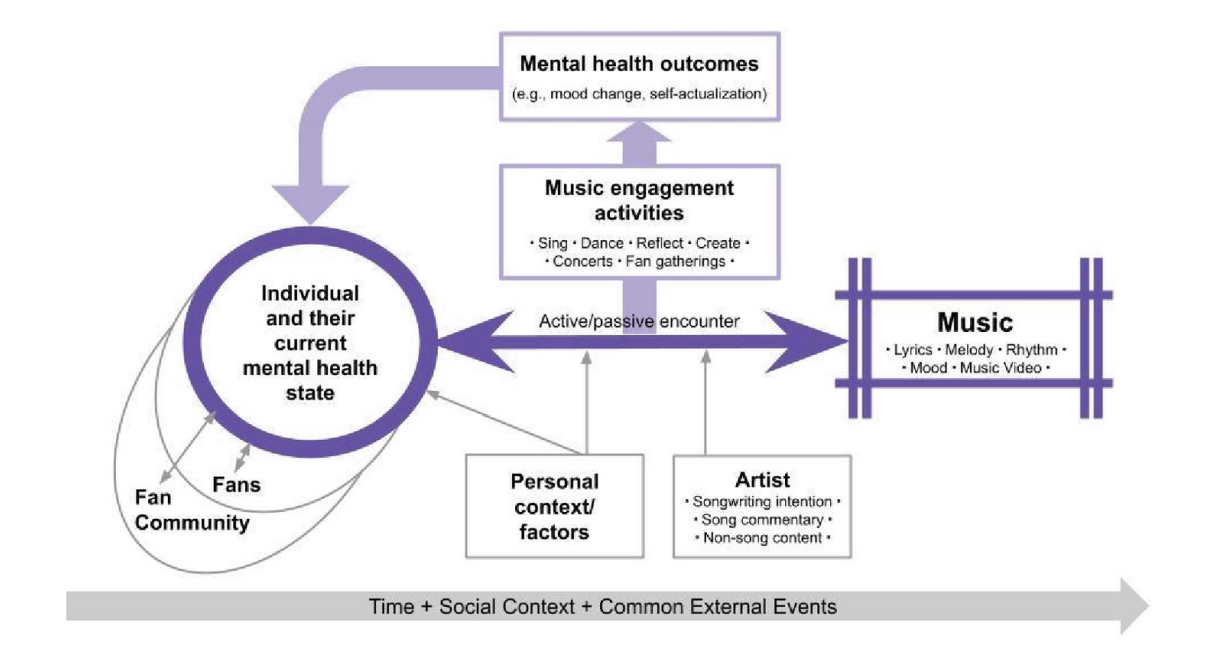 Mental health outcomes
(e.g., mood change, self-actualization)
Music engagement
activities
· Sing · Dance · Reflect · Create ·
· Concerts · Fan gatherings ·
Individual
and their
current
mental health
state
Active/passive encounter
Music
· Lyrics · Melody · Rhythm ·
· Mood · Music Video ·
Fans
Fan
Community
Personal
context/
factors
Artist
· Songwriting intention ·
· Song commentary ·
· Non-song content ·
Time + Social Context + Common External Events